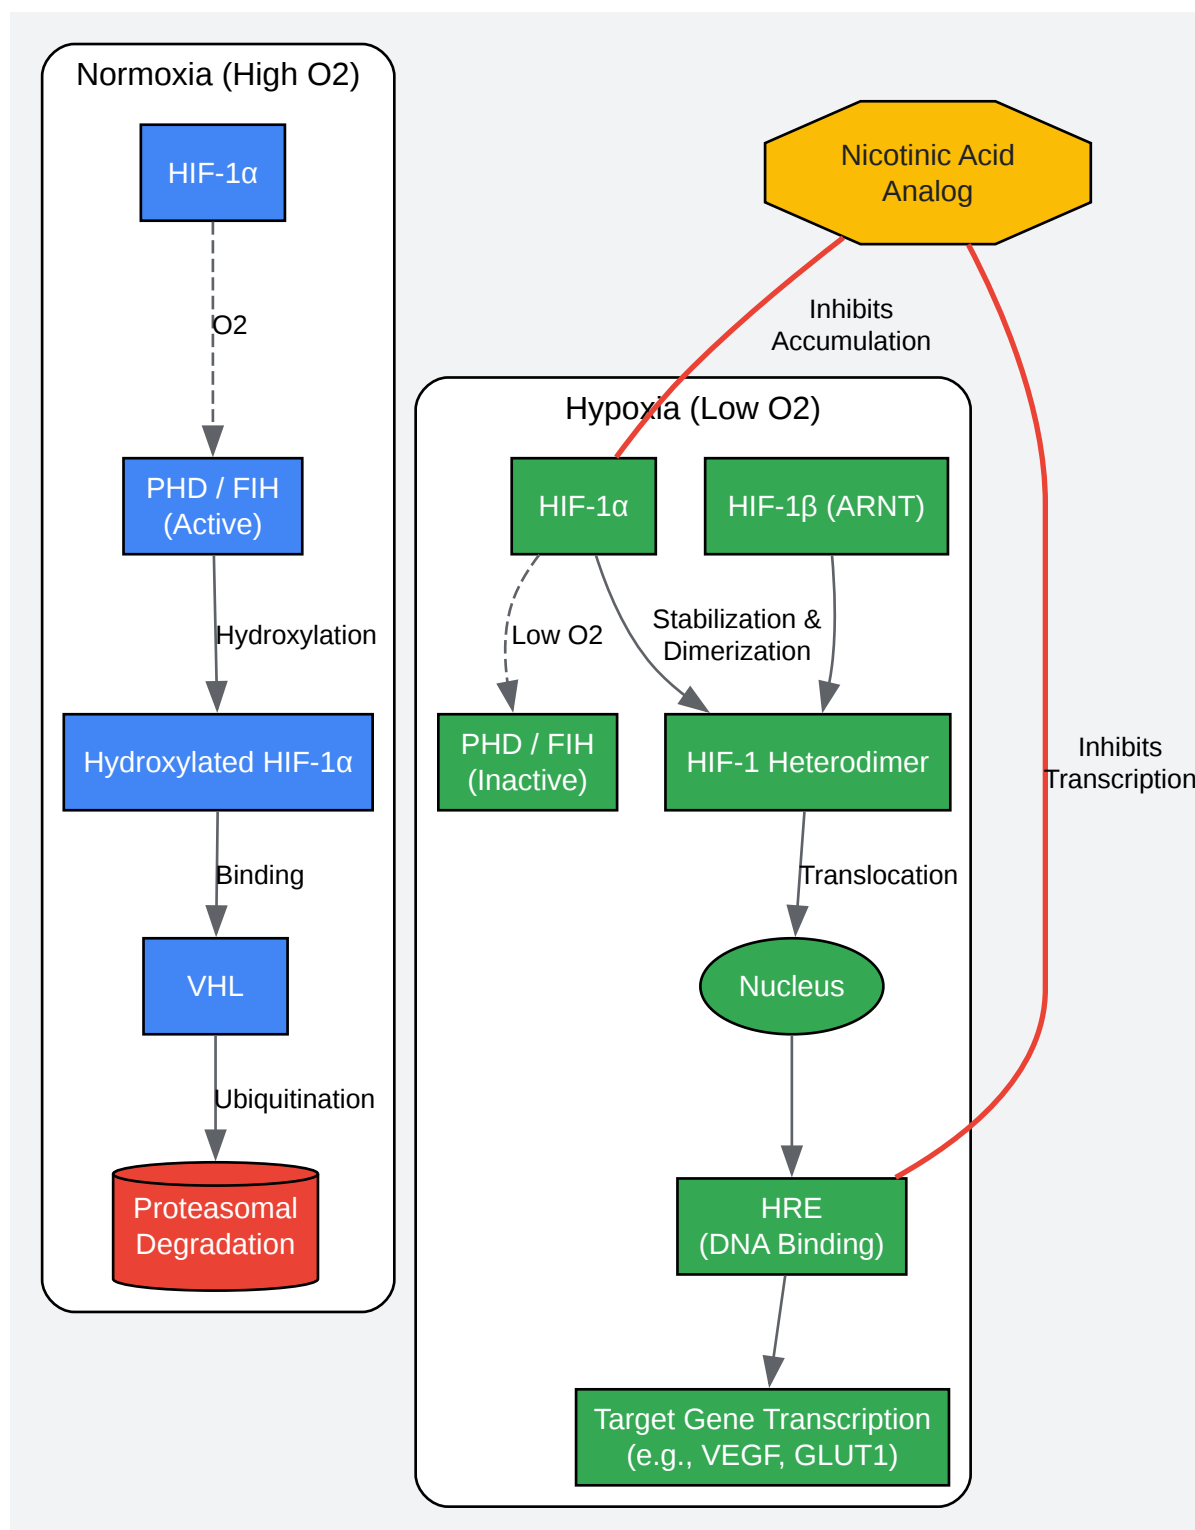 Normoxia (High O2)
HIF-1α
O2
PHD / FIH
(Active)
Hydroxylation
Hydroxylated HIF-1α
Binding
VHL
Ubiquitination
Proteasomal
Degradation
Nicotinic Acid
Analog
Inhibits
Accumulation
Hypoxia (Low O2)
HIF-1α
HIF-1β (ARNT)
Low O2
Stabilization &
Dimerization
PHD / FIH
(Inactive)
HIF-1 Heterodimer
Translocation
Nucleus
HRE
(DNA Binding)
Target Gene Transcription
(e.g., VEGF, GLUT1)
Inhibits
Transcription